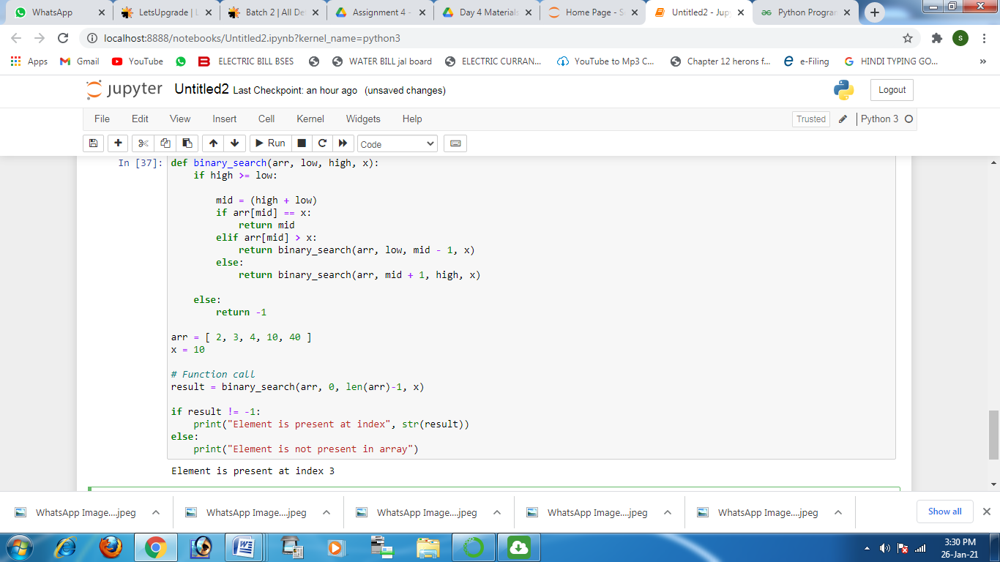 WhatsApp
LetsUpgrade | L
Batch 2 | All De
Assignment 4 -
Day 4 Materials
Home Page - S
Untitled2 - Jup
Python Program
localhost:8888/notebooks/Untitled2.ipynb?kernel_name=python3
S
Apps
Gmail
YouTube
B
ELECTRIC BILL BSES
WATER BILL jal board
ELECTRIC CURRAN...
YouTube to Mp3 C...
Chapter 12 herons f...
e-Filing
HINDI TYPING GO...
»
jupyter Untitled2 Last Checkpoint: an hour ago (unsaved changes)
Logout
File Edit View Insert Cell Kernel Widgets Help
Trusted
Python 3
Run
Code
In [37]: def binary_search(arr, low, high, x):
    if high >= low:
        mid = (high + low)
        if arr[mid] == x:
            return mid
        elif arr[mid] > x:
            return binary_search(arr, low, mid - 1, x)
        else:
            return binary_search(arr, mid + 1, high, x)
    else:
        return -1
arr = [ 2, 3, 4, 10, 40 ]
x = 10
# Function call
result = binary_search(arr, 0, len(arr)-1, x)
if result != -1:
    print("Element is present at index", str(result))
else:
    print("Element is not present in array")
Element is present at index 3
WhatsApp Image....jpeg
WhatsApp Image....jpeg
WhatsApp Image....jpeg
WhatsApp Image....jpeg
WhatsApp Image....jpeg
Show all
3:30 PM
26-Jan-21